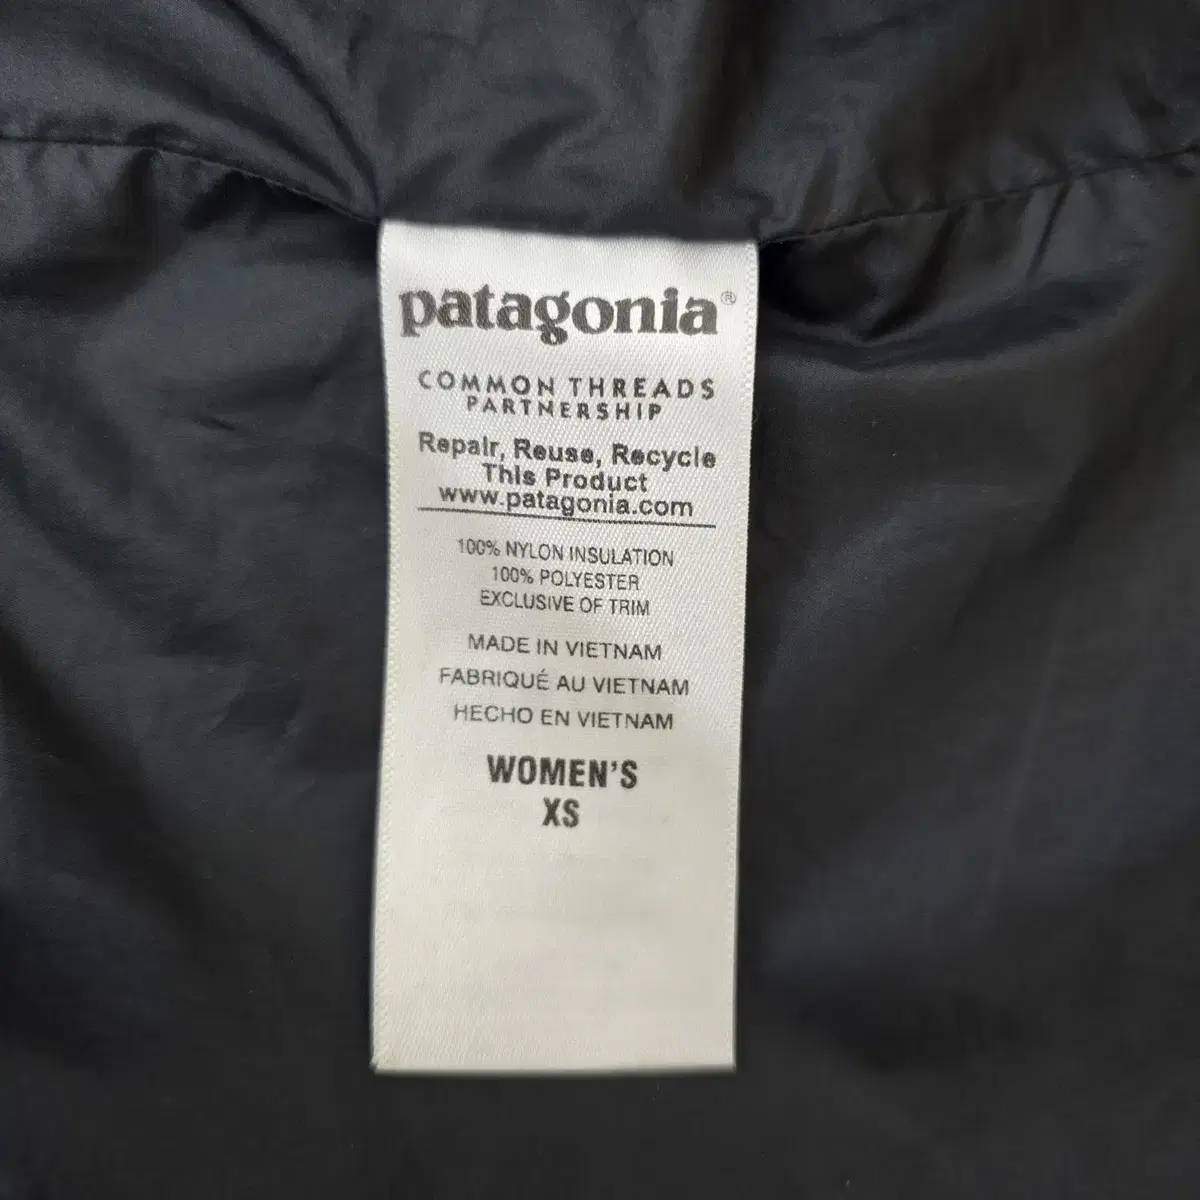 patagonia®
COMMON THREADS
PARTNERSHIP
Repair, Reuse, Recycle
This Product
www.patagonia.com
100% NYLON INSULATION
100% POLYESTER
EXCLUSIVE OF TRIM
MADE IN VIETNAM
FABRIQUÉ AU VIETNAM
HECHO EN VIETNAM
WOMEN'S
XS